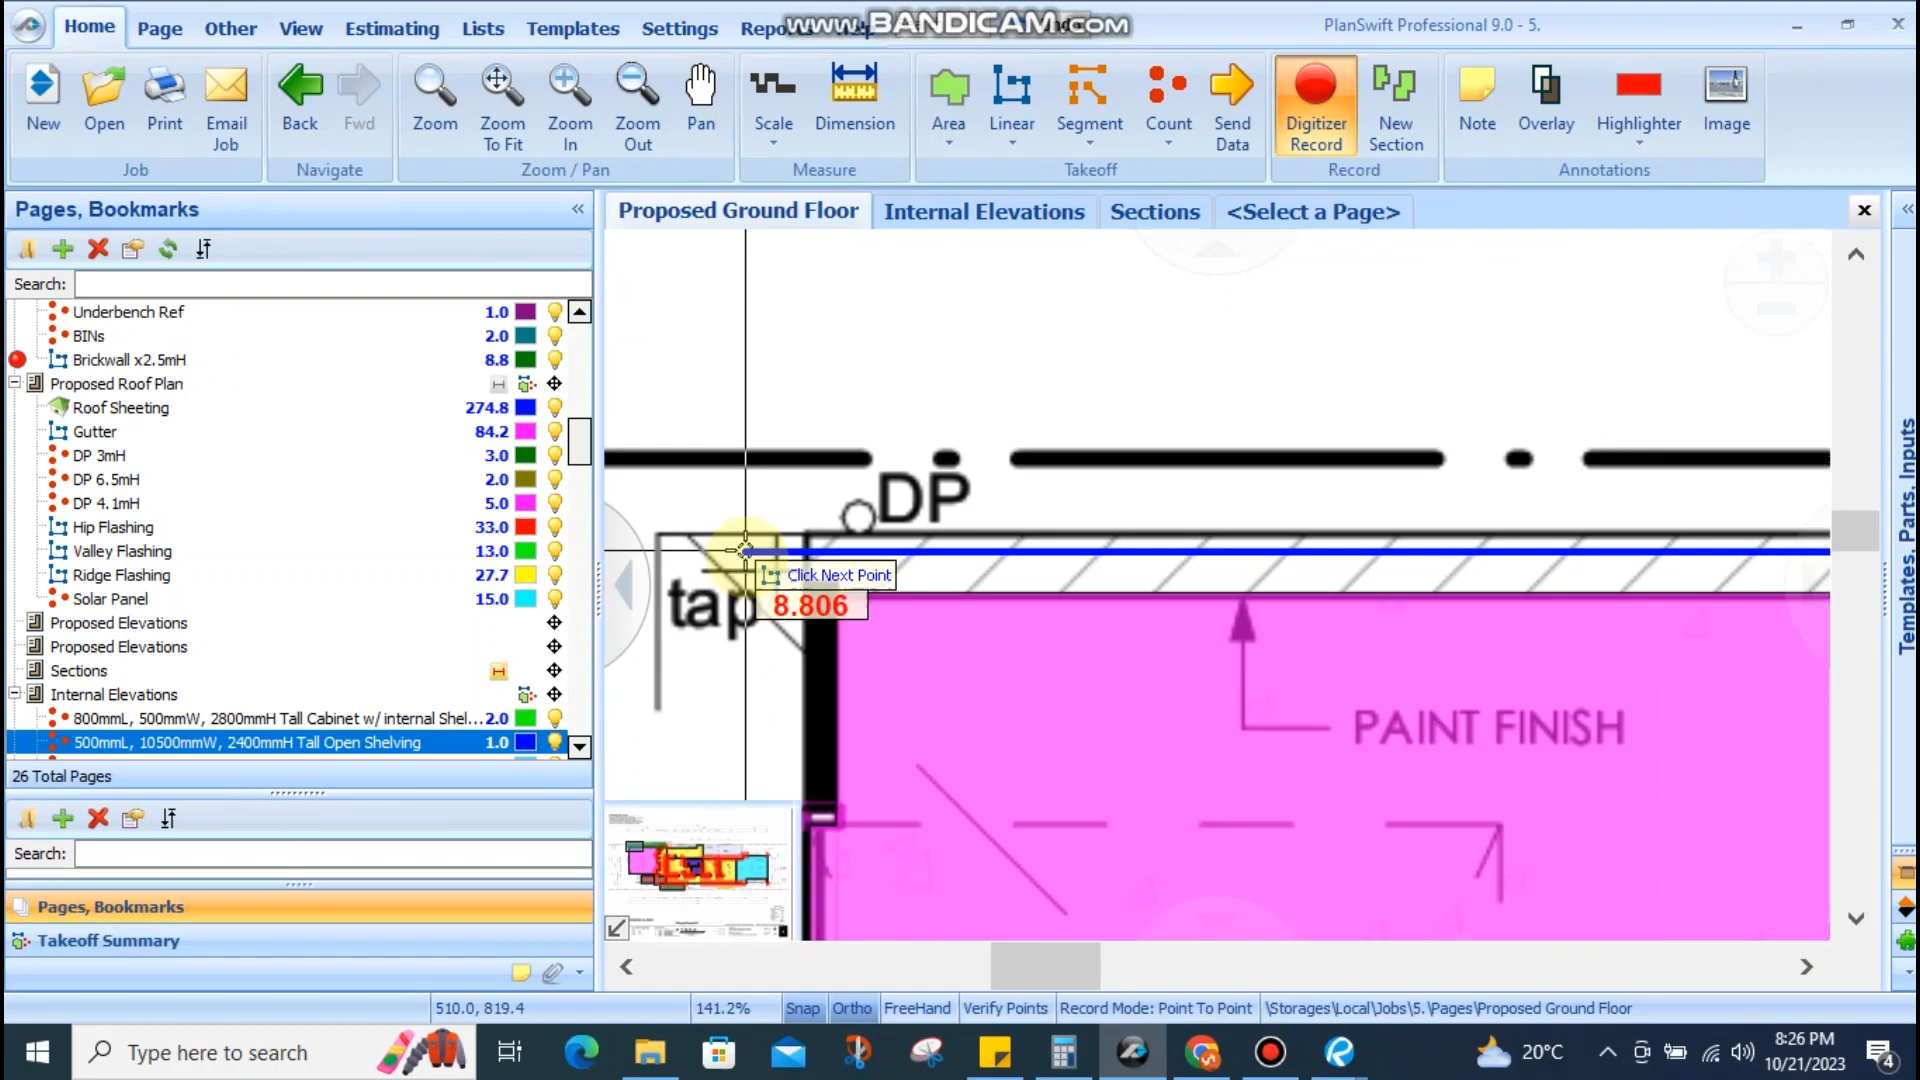 Home Page Other View Estimating Lists Templates Settings
www.BANDICAM.com
PlanSwift Professional 9.0 - 5.
New Open Print Email Job
Job
Back Fwd
Navigate
Zoom Zoom To Fit Zoom In Zoom Out Pan
Zoom / Pan
Scale Dimension
Measure
Area Linear Segment Count Send Data
Takeoff
Digitizer Record New Section
Record
Note Overlay Highlighter Image
Annotations
Pages, Bookmarks
Search:
Underbench Ref 1.0
BINs 2.0
Brickwall x2.5mH 8.8
Proposed Roof Plan
Roof Sheeting 274.8
Gutter 84.2
DP 3mH 3.0
DP 6.5mH 2.0
DP 4.1mH 5.0
Hip Flashing 33.0
Valley Flashing 13.0
Ridge Flashing 27.7
Solar Panel 15.0
Proposed Elevations
Proposed Elevations
Sections
Internal Elevations
800mmL, 500mmW, 2800mmH Tall Cabinet w/ internal Shel... 2.0
500mmL, 10500mmW, 2400mmH Tall Open Shelving 1.0
26 Total Pages
Search:
Pages, Bookmarks
Takeoff Summary
Proposed Ground Floor Internal Elevations Sections <Select a Page>
DP
tap
Click Next Point
8.806
PAINT FINISH
Templates, Parts, Inputs
510.0, 819.4 141.2% Snap Ortho FreeHand Verify Points Record Mode: Point To Point \Storages\Local\Jobs\5.\Pages\Proposed Ground Floor
Type here to search
20°C
8:26 PM
10/21/2023
4